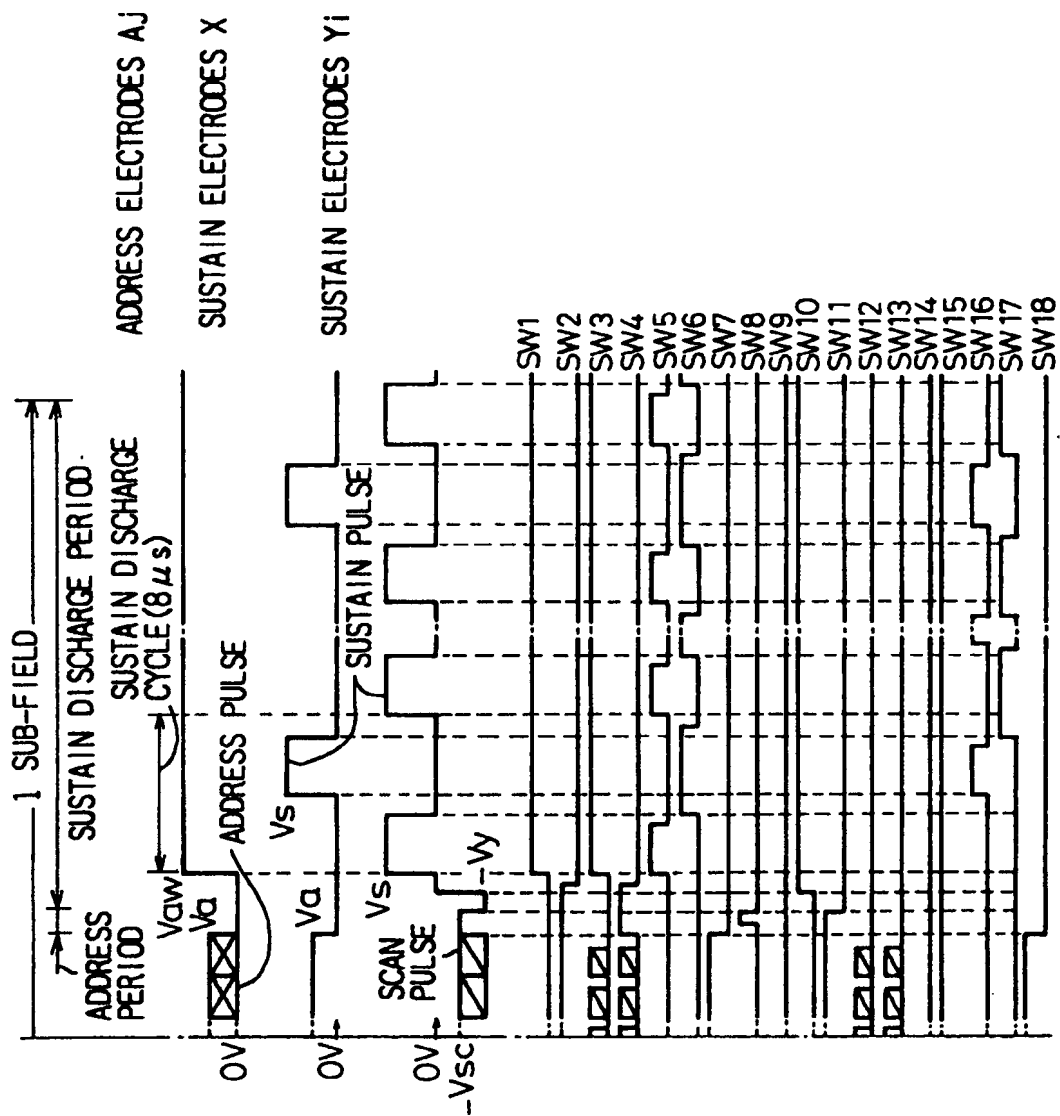 1 SUB-FIELD
ADDRESS
PERIOD
SUSTAIN DISCHARGE PERIOD
SUSTAIN DISCHARGE
CYCLE(8μs)
Vaw
Va
0V
ADDRESS PULSE
ADDRESS ELECTRODES Aj
Va
Vs
0V
SUSTAIN ELECTRODES X
SUSTAIN PULSE
Vs
0V
-Vsc
SCAN
PULSE
-Vy
SUSTAIN ELECTRODES Yi
SW1
SW2
SW3
SW4
SW5
SW6
SW7
SW8
SW9
SW10
SW11
SW12
SW13
SW14
SW15
SW16
SW17
SW18